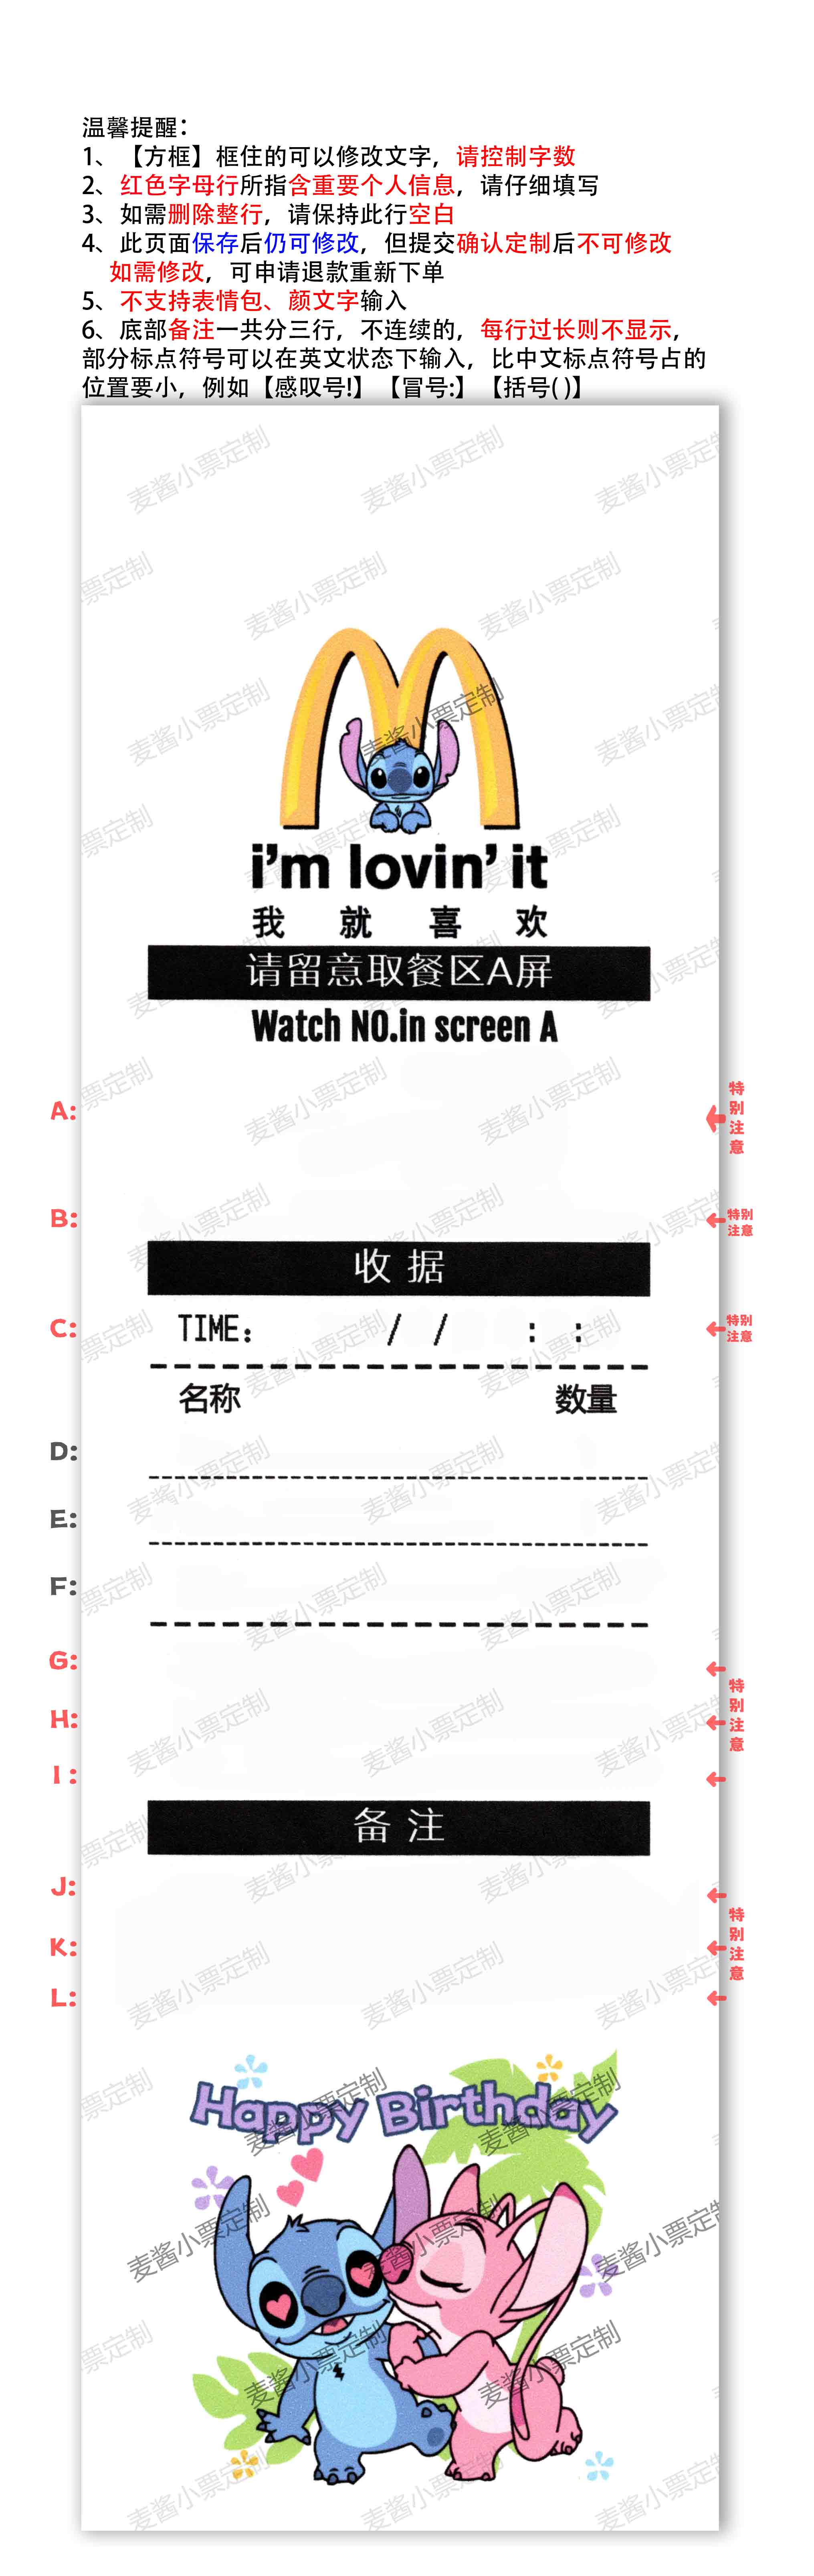 温馨提醒：
1、【方框】框住的可以修改文字，请控制字数
2、红色字母行所指含重要个人信息，请仔细填写
3、如需删除整行，请保持此行空白
4、此页面保存后仍可修改，但提交确认定制后不可修改
如需修改，可申请退款重新下单
5、不支持表情包、颜文字输入
6、底部备注一共分三行，不连续的，每行过长则不显示，
部分标点符号可以在英文状态下输入，比中文标点符号占的
位置要小，例如【感叹号!】【冒号:】【括号( )】
麦酱小票定制
i'm lovin' it
我就喜欢
请留意取餐区A屏
Watch NO.in screen A
A: 特别注意
B: 特别注意
收据
C: TIME: / / : : 特别注意
名称 数量
D:
E:
F:
G:
H: 特别注意
I:
备注
J:
K: 特别注意
L:
Happy Birthday